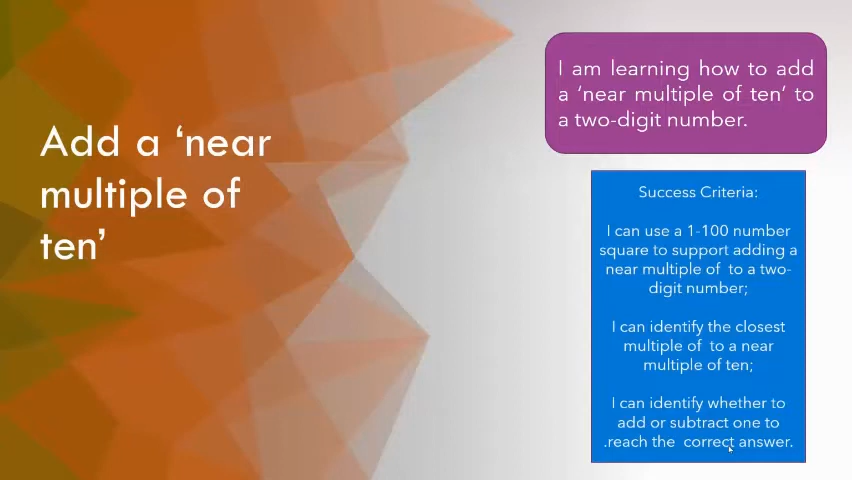 Add a ‘near
multiple of
ten’
I am learning how to add
a ‘near multiple of ten’ to
a two-digit number.
Success Criteria:
I can use a 1-100 number
square to support adding a
near multiple of  to a two-
digit number;
I can identify the closest
multiple of  to a near
multiple of ten;
I can identify whether to
add or subtract one to
.reach the  correct answer.